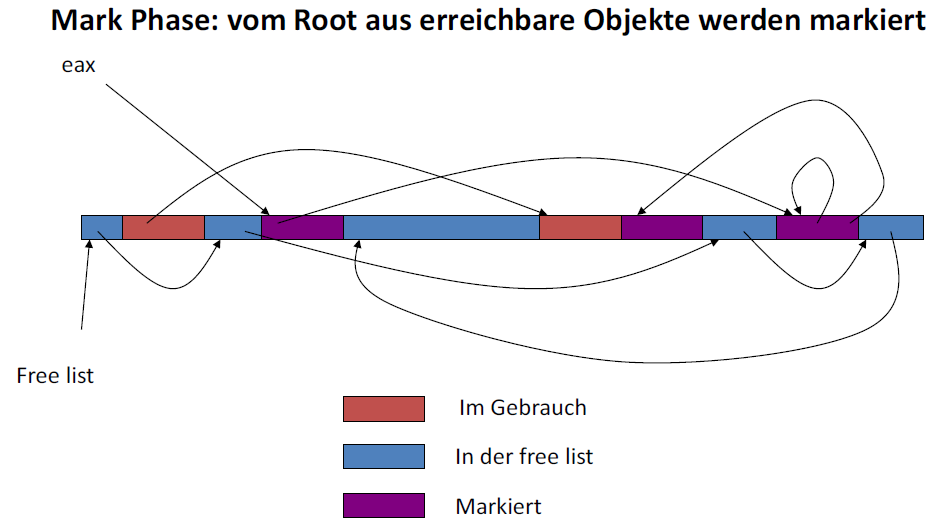 Mark Phase: vom Root aus erreichbare Objekte werden markiert
eax
Free list
Im Gebrauch
In der free list
Markiert